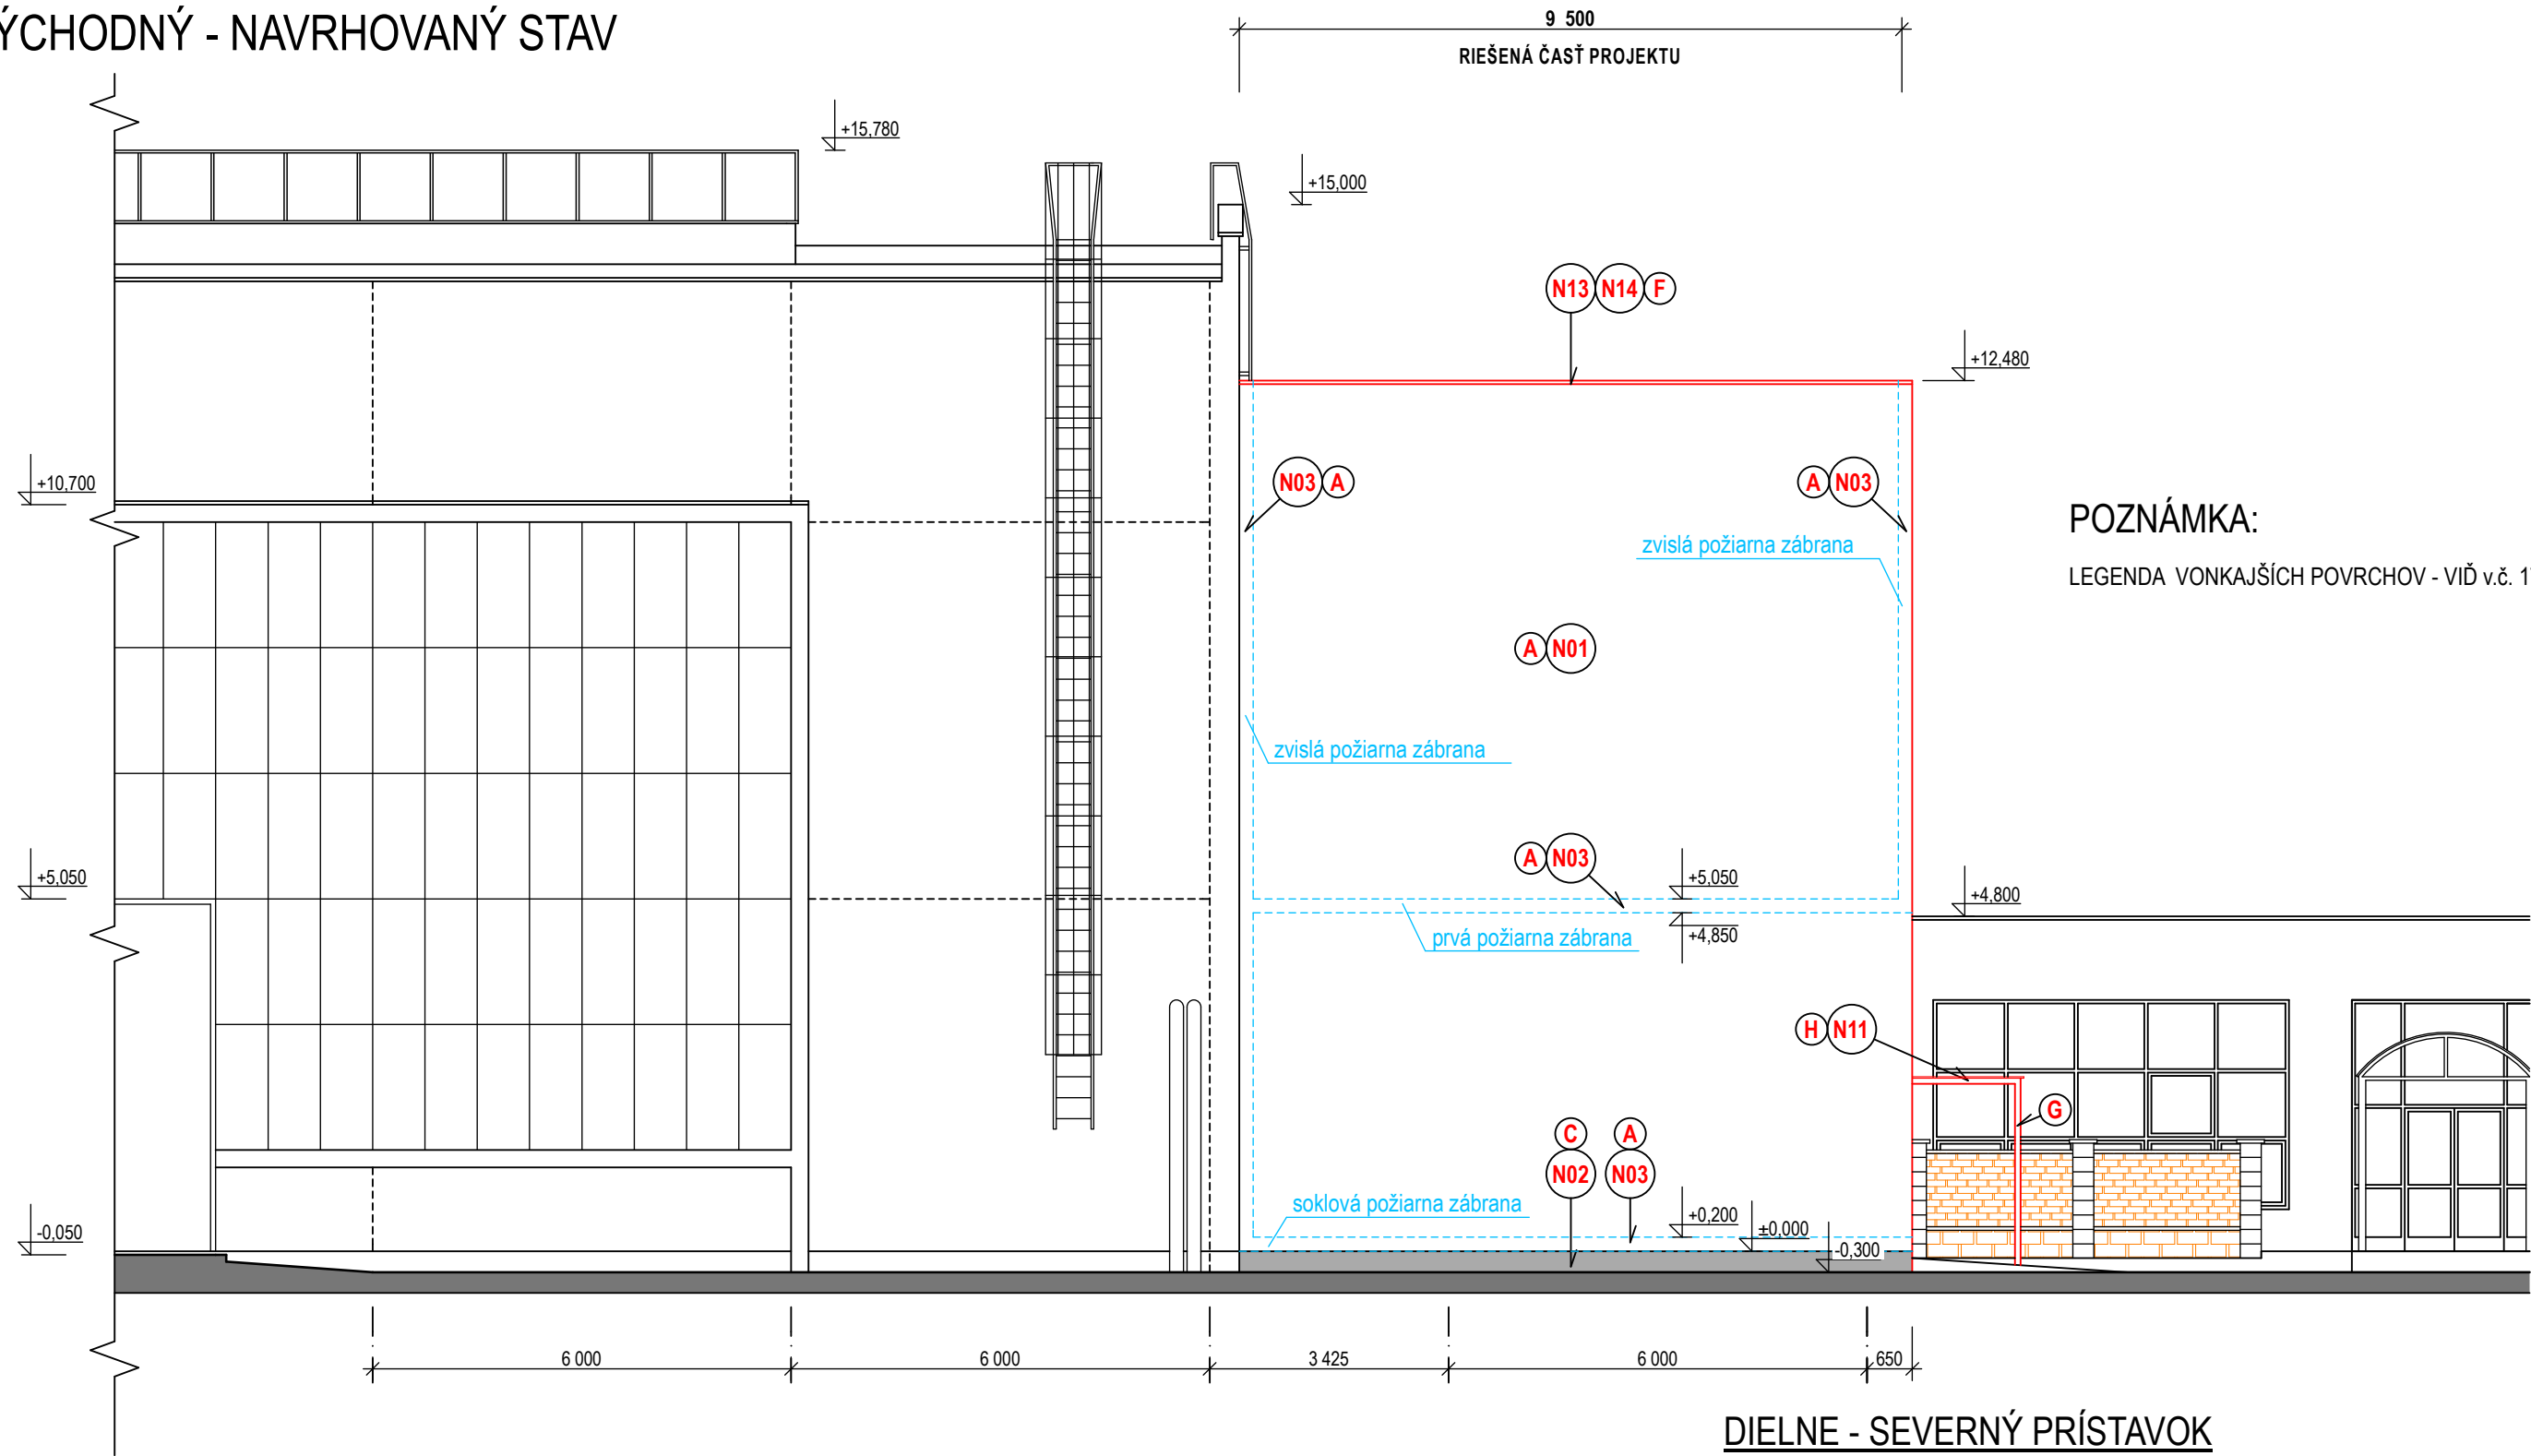 ÝCHODNÝ - NAVRHOVANÝ STAV
9 500
RIEŠENÁ ČASŤ PROJEKTU
+15,780
+15,000
N13 N14 F
+12,480
+10,700
N03 A
A N03
POZNÁMKA:
zvislá požiarna zábrana
LEGENDA VONKAJŠÍCH POVRCHOV - VIĎ v.č. 1
A N01
zvislá požiarna zábrana
A N03
+5,050
+5,050
+4,800
prvá požiarna zábrana
+4,850
H N11
G
C A
N02 N03
soklová požiarna zábrana
+0,200
±0,000
-0,050
-0,300
6 000 6 000 3 425 6 000 650
DIELNE - SEVERNÝ PRÍSTAVOK